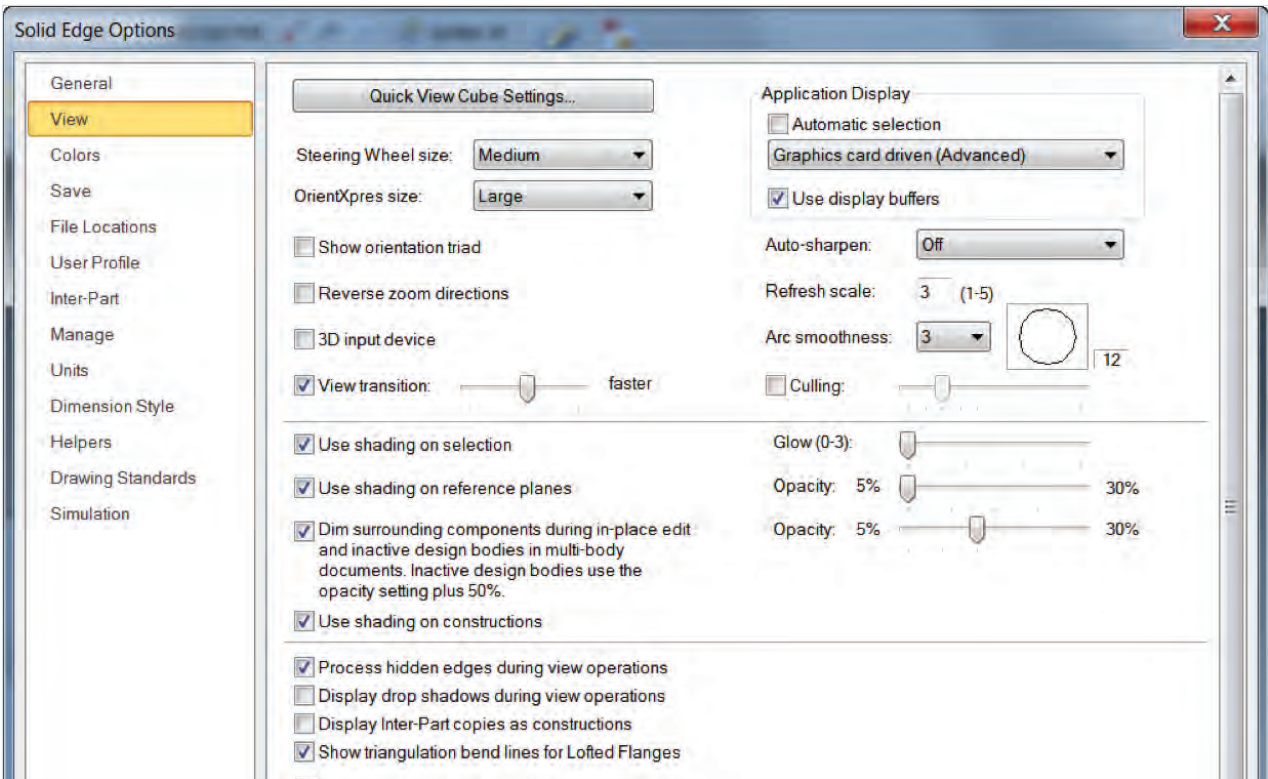 Solid Edge Options
X
General
View
Colors
Save
File Locations
User Profile
Inter-Part
Manage
Units
Dimension Style
Helpers
Drawing Standards
Simulation
Quick View Cube Settings...
Steering Wheel size: Medium
OrientXpres size: Large
Show orientation triad
Reverse zoom directions
3D input device
View transition: faster
Application Display
Automatic selection
Graphics card driven (Advanced)
Use display buffers
Auto-sharpen: Off
Refresh scale: 3 (1-5)
Arc smoothness: 3
12
Culling:
Use shading on selection
Glow (0-3):
Use shading on reference planes
Opacity: 5% 30%
Dim surrounding components during in-place edit
and inactive design bodies in multi-body
documents. Inactive design bodies use the
opacity setting plus 50%.
Opacity: 5% 30%
Use shading on constructions
Process hidden edges during view operations
Display drop shadows during view operations
Display Inter-Part copies as constructions
Show triangulation bend lines for Lofted Flanges